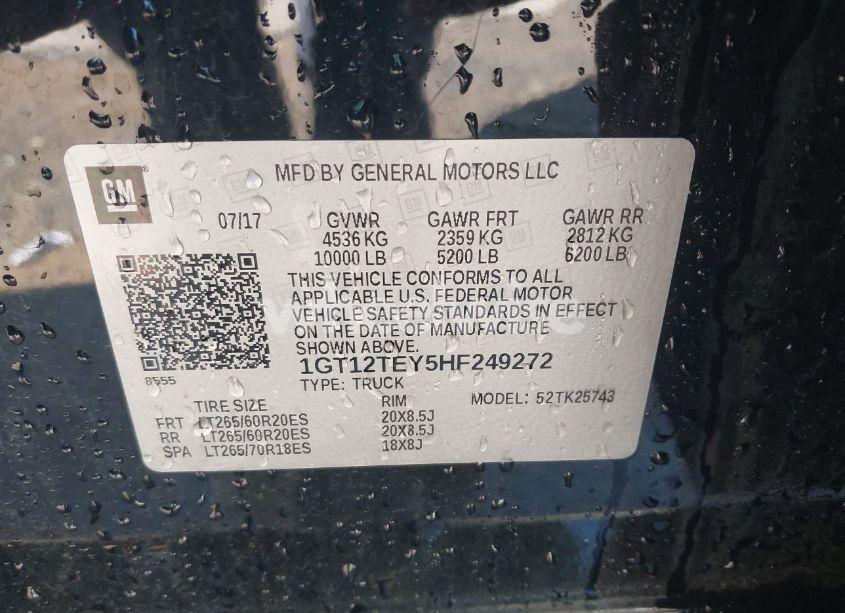 GM
MFD BY GENERAL MOTORS LLC
07/17 GVWR GAWR FRT GAWR RR
4536 KG 2359 KG 2812 KG
10000 LB 5200 LB 6200 LB
THIS VEHICLE CONFORMS TO ALL
APPLICABLE U.S. FEDERAL MOTOR
VEHICLE SAFETY STANDARDS IN EFFECT
ON THE DATE OF MANUFACTURE
SHOWN ABOVE.
1GT12TEY5HF249272
8555
TYPE: TRUCK MODEL: 52TK25743
TIRE SIZE RIM
FRT LT265/60R20ES 20X8.5J
RR LT265/60R20ES 20X8.5J
SPA LT265/70R18ES 18X8J